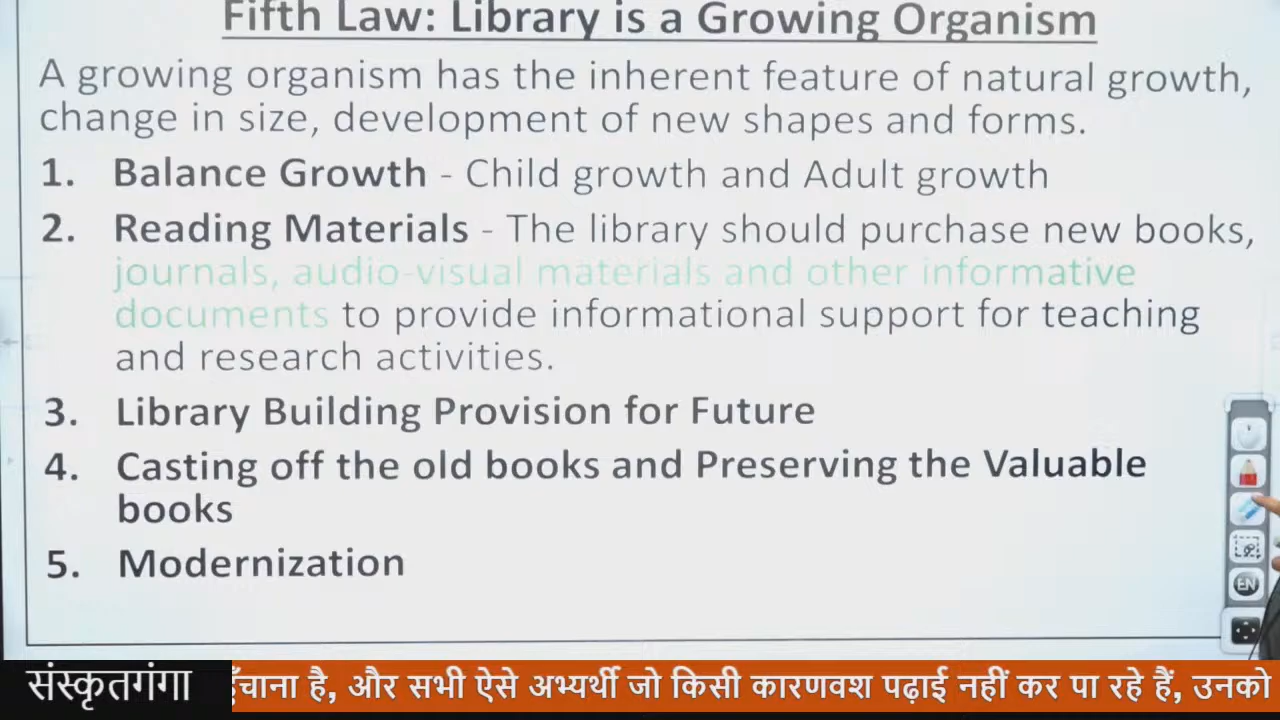 Fifth Law: Library is a Growing Organism
A growing organism has the inherent feature of natural growth,
change in size, development of new shapes and forms.
1. Balance Growth - Child growth and Adult growth
2. Reading Materials - The library should purchase new books,
journals, audio-visual materials and other informative
documents to provide informational support for teaching
and research activities.
3. Library Building Provision for Future
4. Casting off the old books and Preserving the Valuable
books
5. Modernization
EN
संस्कृतगंगा
है, और सभी ऐसे अभ्यर्थी जो किसी कारणवश पढ़ाई नहीं कर पा रहे हैं, उनको